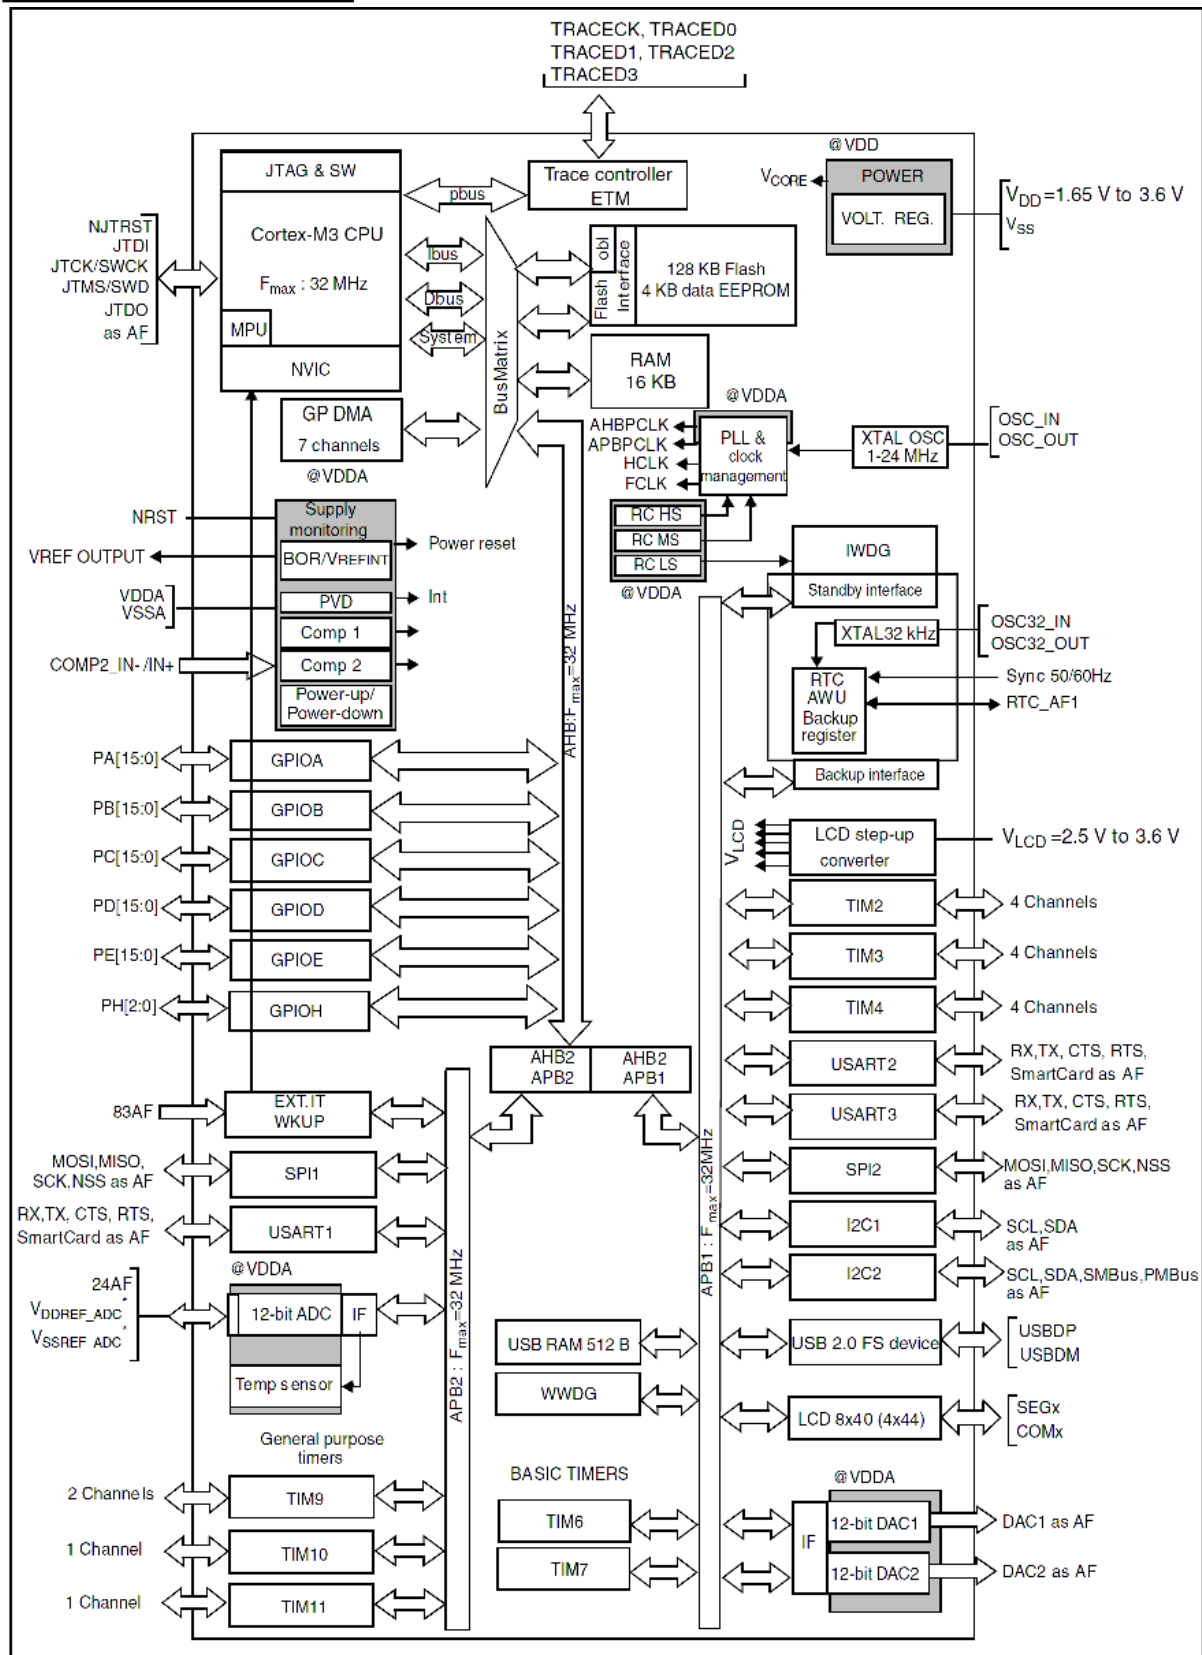 TRACECK, TRACED0
TRACED1, TRACED2
TRACED3
JTAG & SW
Cortex-M3 CPU
Fmax : 32 MHz
MPU
NVIC
NJTRST
JTDI
JTCK/SWCK
JTMS/SWD
JTDO
as AF
pbus
Ibus
Dbus
System
Trace controller
ETM
BusMatrix
Flash
obl
Interface
128 KB Flash
4 KB data EEPROM
RAM
16 KB
@VDD
VCORE
POWER
VOLT. REG.
VDD =1.65 V to 3.6 V
VSS
GP DMA
7 channels
@VDDA
AHBPCLK
APBPCLK
HCLK
FCLK
PLL &
clock
management
XTAL OSC
1-24 MHz
OSC_IN
OSC_OUT
RC HS
RC MS
RC LS
@VDDA
@VDDA
Supply
monitoring
BOR/VREFINT
PVD
Comp 1
Comp 2
Power-up/
Power-down
NRST
VREF OUTPUT
VDDA
VSSA
COMP2_IN- /IN+
Power reset
Int
IWDG
Standby interface
XTAL32 kHz
OSC32_IN
OSC32_OUT
RTC
AWU
Backup
register
Sync 50/60Hz
RTC_AF1
Backup interface
AHB:Fmax=32 MHz
PA[15:0]
GPIOA
PB[15:0]
GPIOB
PC[15:0]
GPIOC
PD[15:0]
GPIOD
PE[15:0]
GPIOE
PH[2:0]
GPIOH
VLCD
LCD step-up
converter
VLCD =2.5 V to 3.6 V
TIM2
4 Channels
TIM3
4 Channels
TIM4
4 Channels
AHB2
APB2
AHB2
APB1
USART2
RX,TX, CTS, RTS,
SmartCard as AF
USART3
RX,TX, CTS, RTS,
SmartCard as AF
SPI2
MOSI,MISO,SCK,NSS
as AF
I2C1
SCL,SDA
as AF
I2C2
SCL,SDA,SMBus,PMBus
as AF
83AF
EXT.IT
WKUP
MOSI,MISO,
SCK,NSS as AF
SPI1
RX,TX, CTS, RTS,
SmartCard as AF
USART1
@VDDA
24AF
VDDREF_ADC*
VSSREF_ADC*
12-bit ADC
IF
Temp sensor
APB2 : Fmax=32 MHz
APB1 : Fmax=32MHz
USB RAM 512 B
WWDG
USB 2.0 FS device
USBDP
USBDM
LCD 8x40 (4x44)
SEGx
COMx
General purpose
timers
2 Channels
TIM9
1 Channel
TIM10
1 Channel
TIM11
BASIC TIMERS
TIM6
TIM7
@VDDA
IF
12-bit DAC1
DAC1 as AF
12-bit DAC2
DAC2 as AF